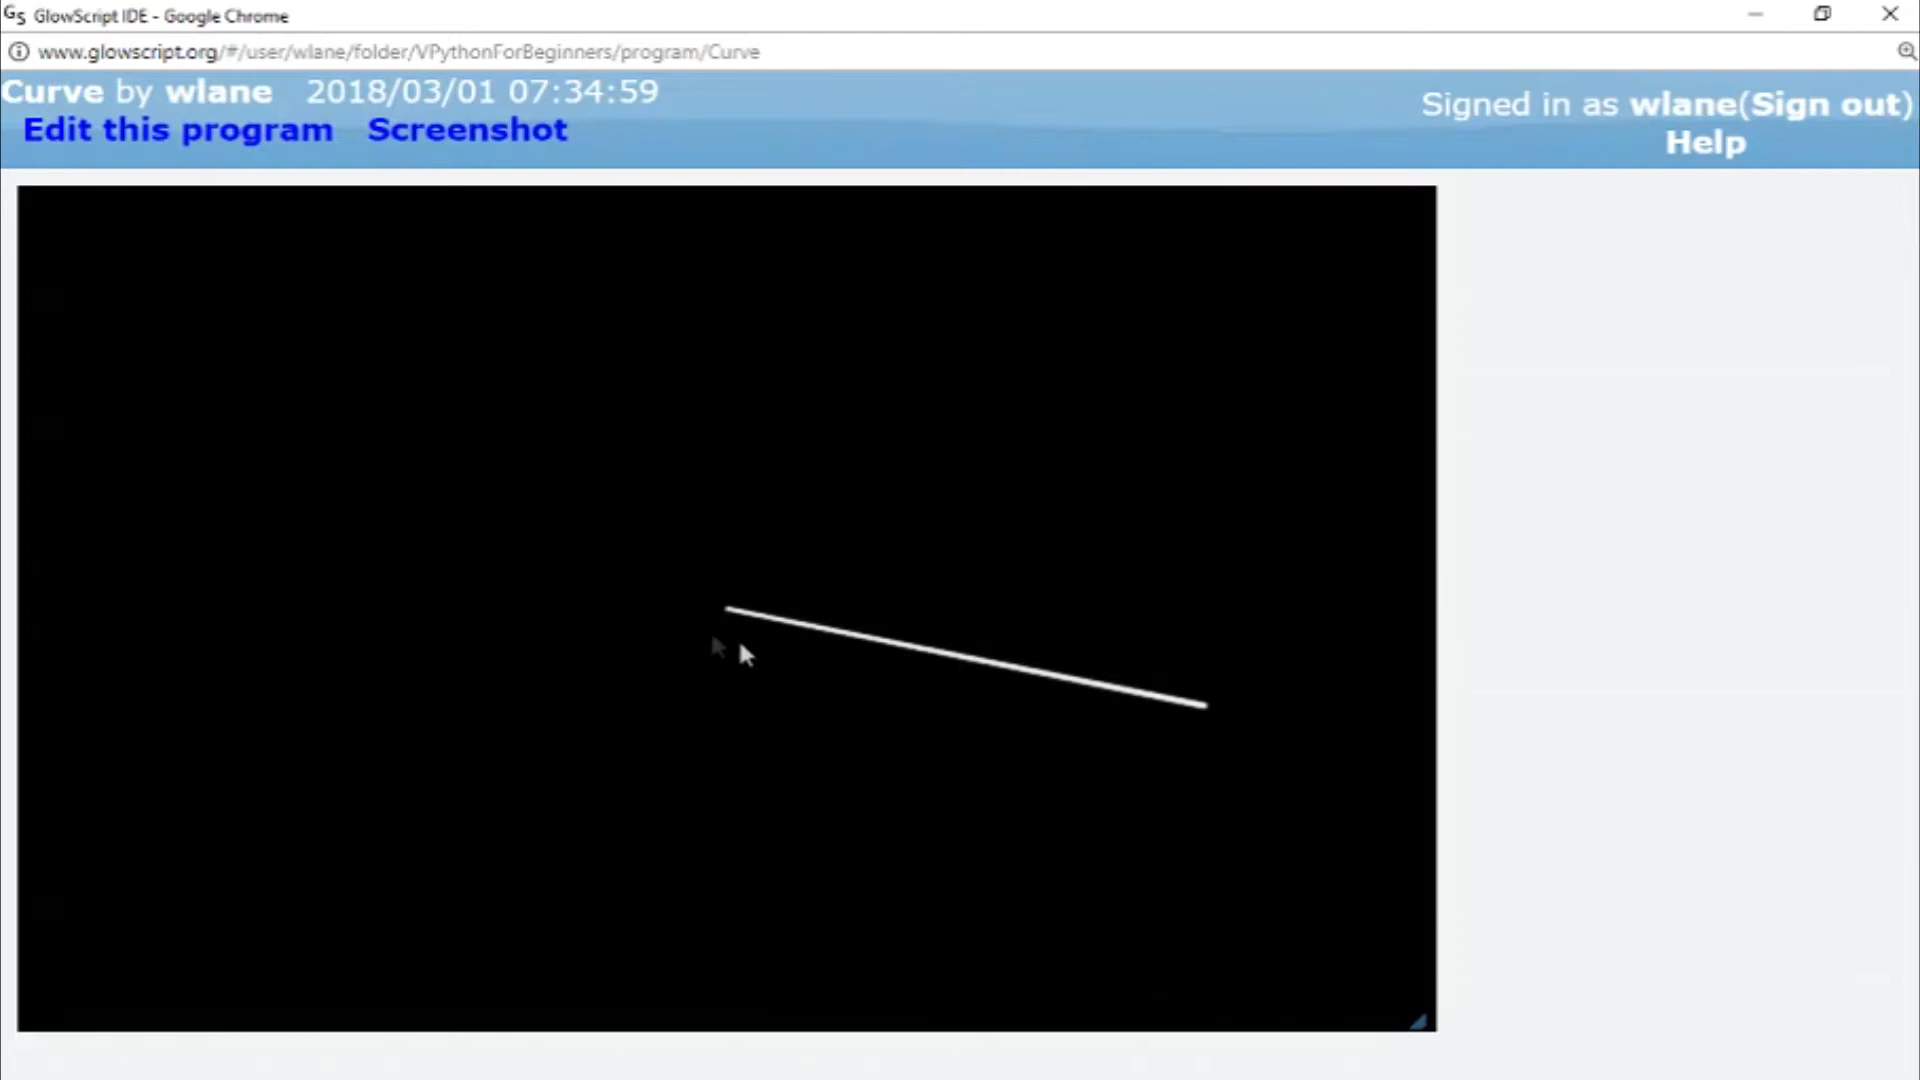 GS GlowScript IDE - Google Chrome
www.glowscript.org/#/user/wlane/folder/VPythonForBeginners/program/Curve
Curve by wlane 2018/03/01 07:34:59
Signed in as wlane(Sign out)
Edit this program Screenshot
Help